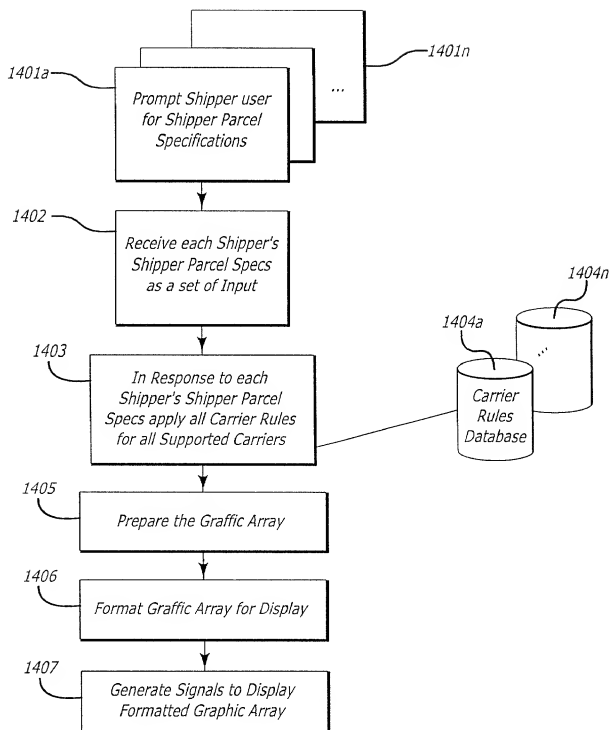 1401a
1401n
...
Prompt Shipper user
for Shipper Parcel
Specifications
1402
Receive each Shipper's
Shipper Parcel Specs
as a set of Input
1403
In Response to each
Shipper's Shipper Parcel
Specs apply all Carrier Rules
for all Supported Carriers
1404n
...
1404a
Carrier
Rules
Database
1405
Prepare the Graffic Array
1406
Format Graffic Array for Display
1407
Generate Signals to Display
Formatted Graphic Array